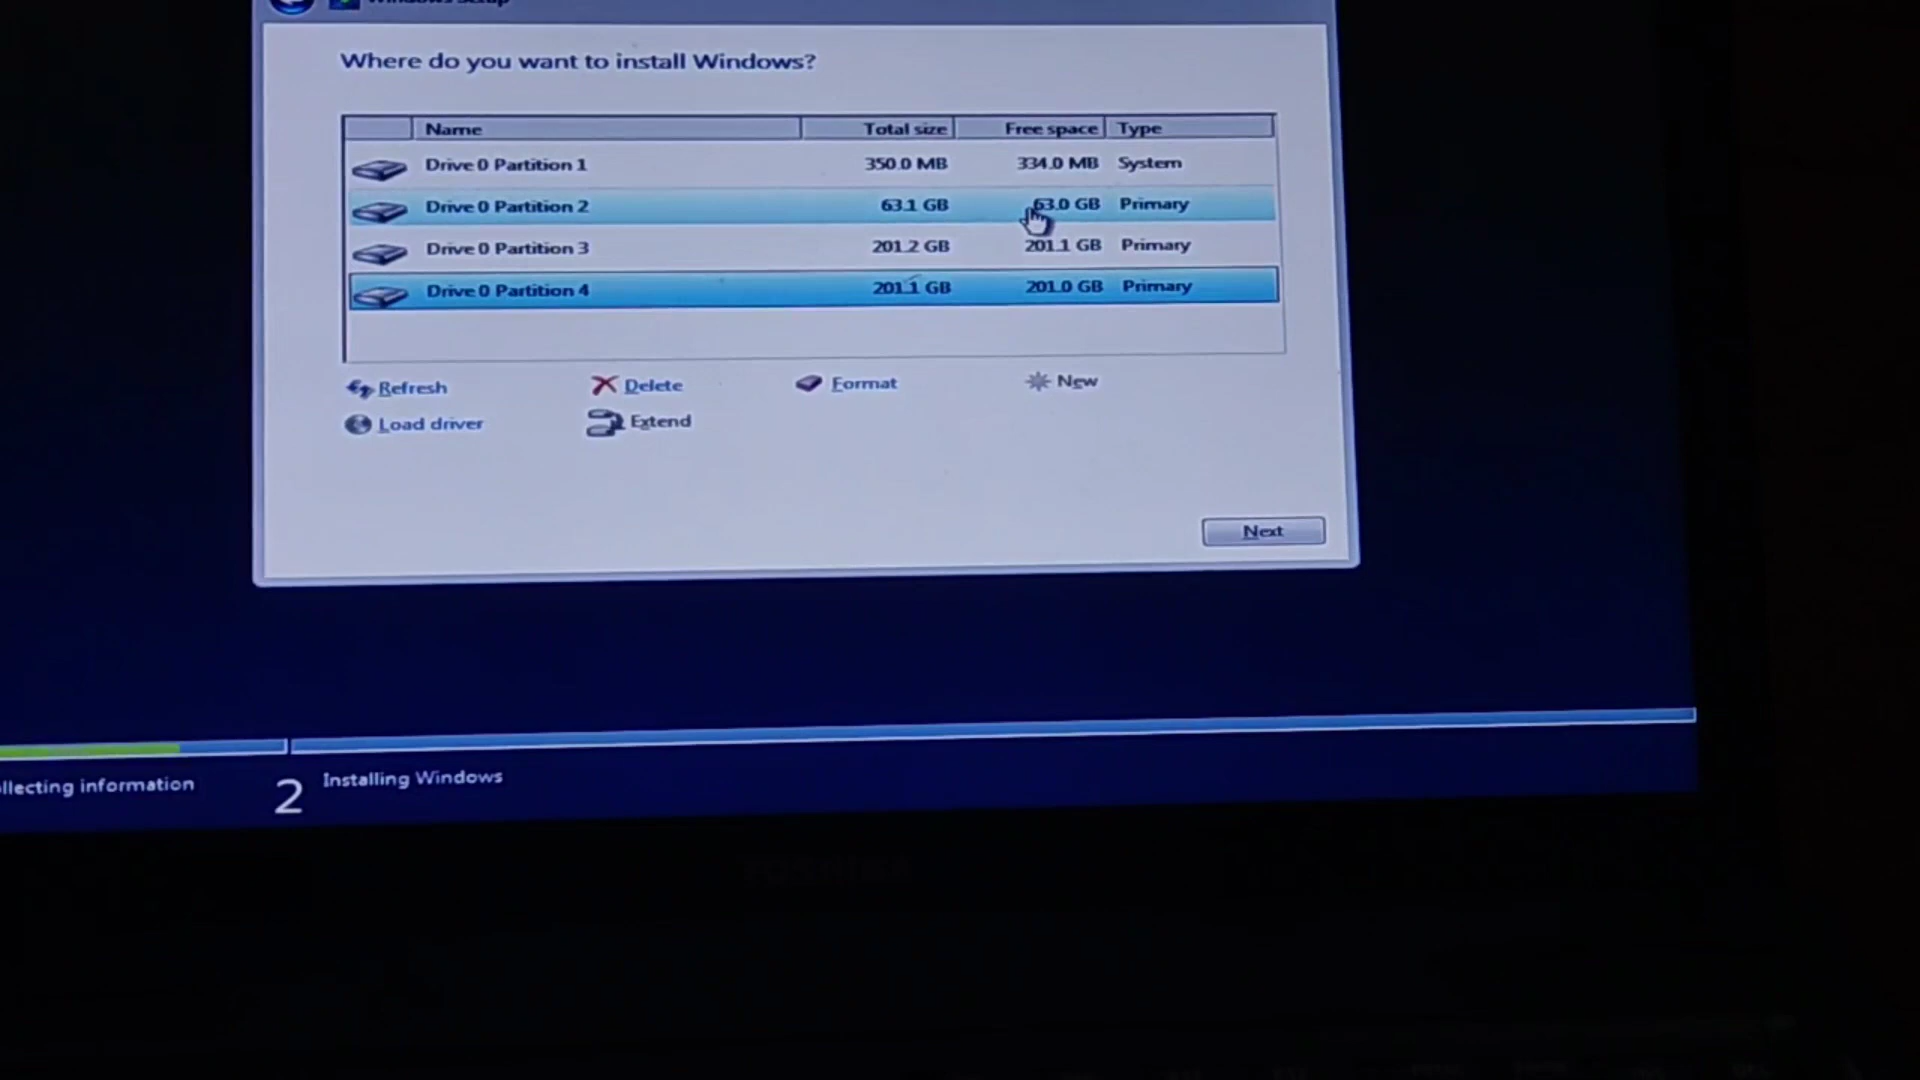 Windows Setup
Where do you want to install Windows?
Name Total size Free space Type
Drive 0 Partition 1 350.0 MB 334.0 MB System
Drive 0 Partition 2 63.1 GB 63.0 GB Primary
Drive 0 Partition 3 201.2 GB 201.1 GB Primary
Drive 0 Partition 4 201.1 GB 201.0 GB Primary
Refresh Delete Format New
Load driver Extend
Next
llecting information 2 Installing Windows
TOSHIBA